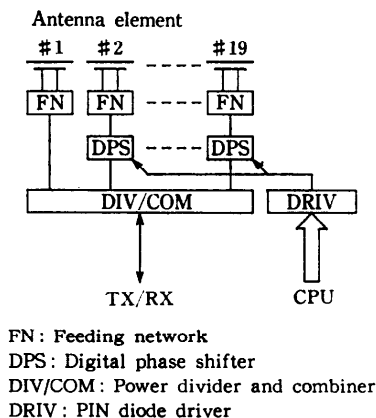 Antenna element
#1 #2 #19
FN FN FN
DPS DPS
DIV/COM DRIV
TX/RX CPU
FN : Feeding network
DPS : Digital phase shifter
DIV/COM : Power divider and combiner
DRIV : PIN diode driver